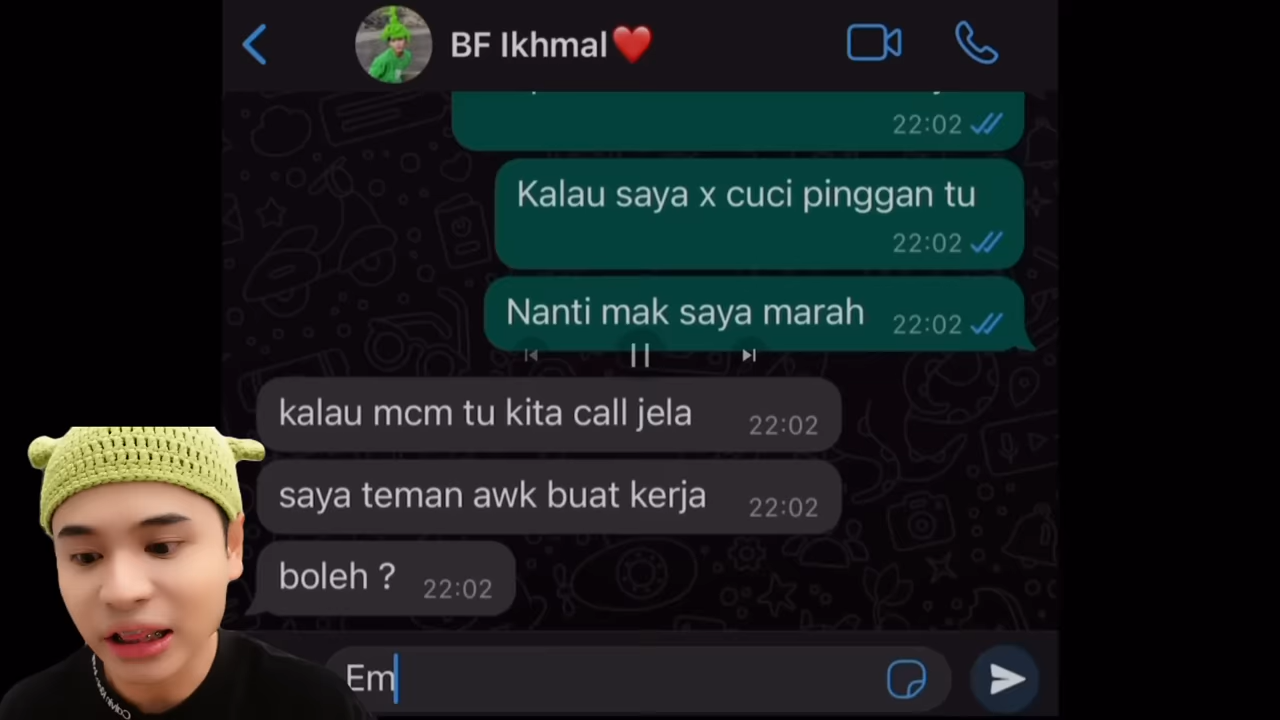 BF Ikhmal❤️
22:02
Kalau saya x cuci pinggan tu
22:02
Nanti mak saya marah 22:02
kalau mcm tu kita call jela 22:02
saya teman awk buat kerja 22:02
boleh ? 22:02
Em